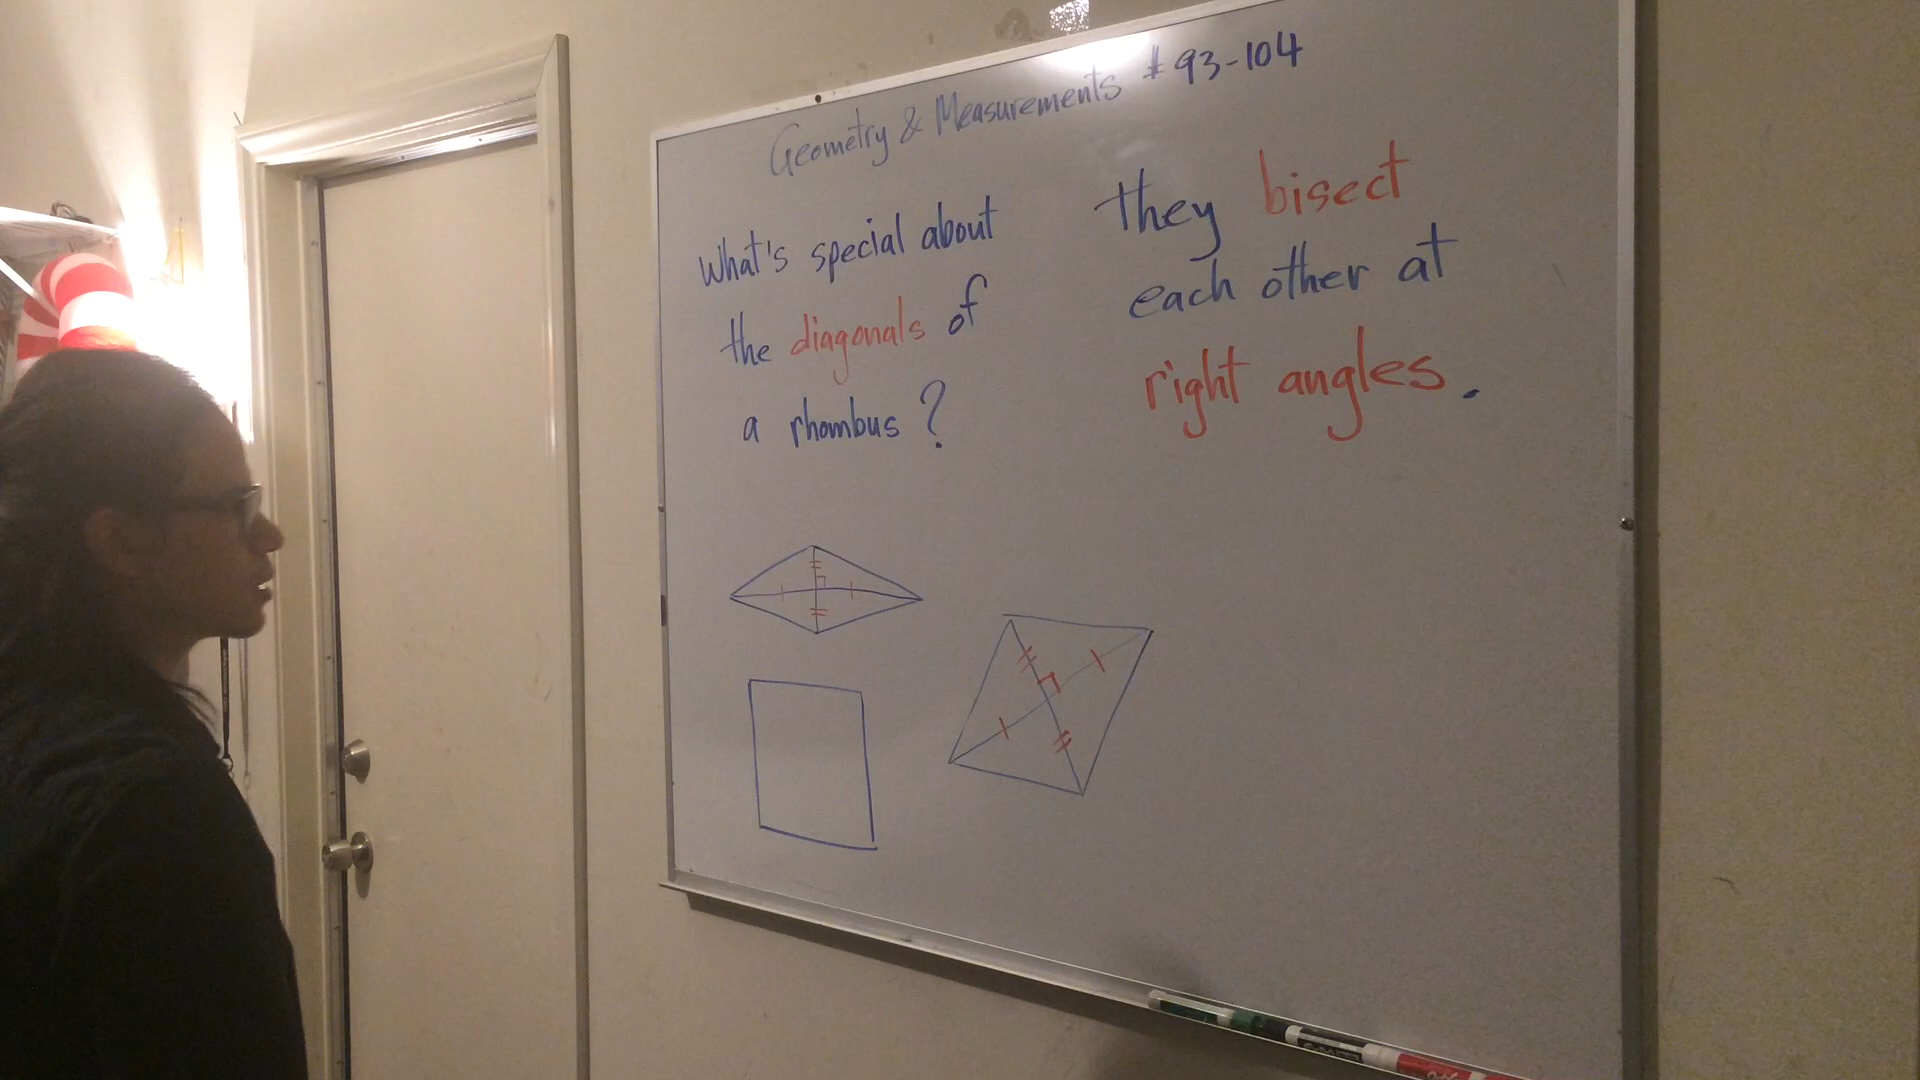 Geometry & Measurements # 93-104
What's special about
the diagonals of
a rhombus ?
they bisect
each other at
right angles.